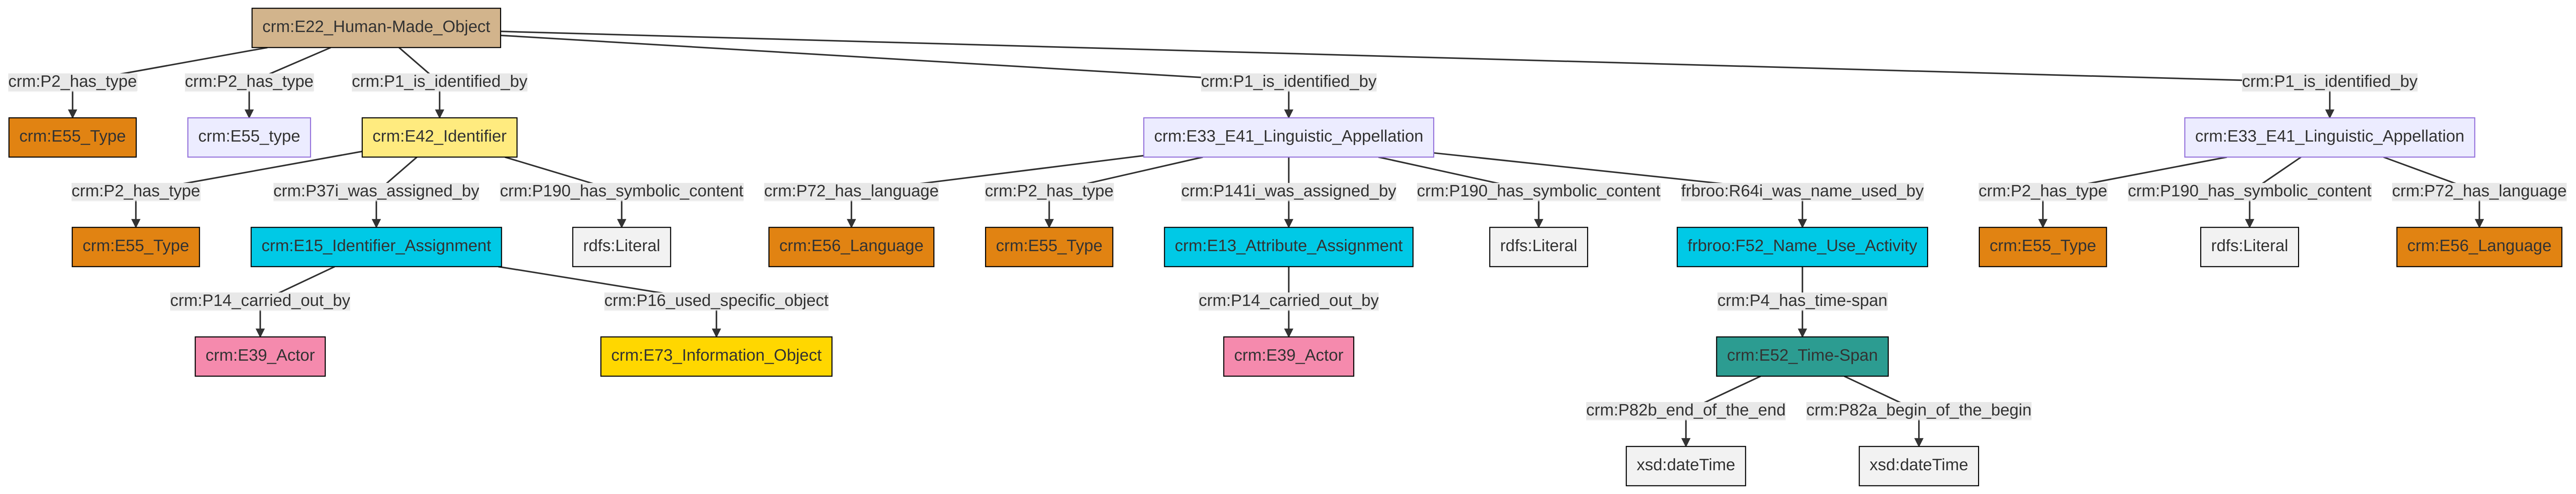 crm:E22_Human-Made_Object
crm:P2_has_type
crm:P2_has_type
crm:P1_is_identified_by
crm:P1_is_identified_by
crm:P1_is_identified_by
crm:E55_Type
crm:E55_type
crm:E42_Identifier
crm:E33_E41_Linguistic_Appellation
crm:E33_E41_Linguistic_Appellation
crm:P2_has_type
crm:P37i_was_assigned_by
crm:P190_has_symbolic_content
crm:P72_has_language
crm:P2_has_type
crm:P141i_was_assigned_by
crm:P190_has_symbolic_content
frbroo:R64i_was_name_used_by
crm:P2_has_type
crm:P190_has_symbolic_content
crm:P72_has_language
crm:E55_Type
crm:E15_Identifier_Assignment
rdfs:Literal
crm:E56_Language
crm:E55_Type
crm:E13_Attribute_Assignment
rdfs:Literal
frbroo:F52_Name_Use_Activity
crm:E55_Type
rdfs:Literal
crm:E56_Language
crm:P14_carried_out_by
crm:P16_used_specific_object
crm:P14_carried_out_by
crm:P4_has_time-span
crm:E39_Actor
crm:E73_Information_Object
crm:E39_Actor
crm:E52_Time-Span
crm:P82b_end_of_the_end
crm:P82a_begin_of_the_begin
xsd:dateTime
xsd:dateTime